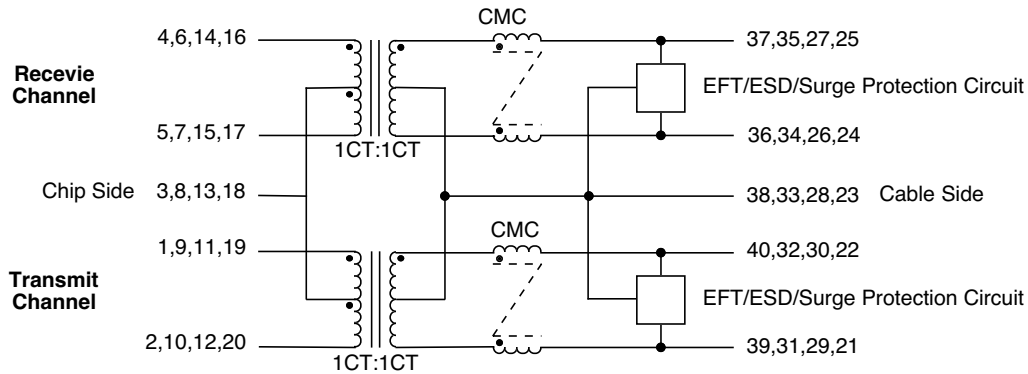 CMC
4,6,14,16
37,35,27,25
Recevie
Channel
EFT/ESD/Surge Protection Circuit
5,7,15,17
36,34,26,24
1CT:1CT
Chip Side
3,8,13,18
38,33,28,23
Cable Side
CMC
1,9,11,19
40,32,30,22
Transmit
Channel
EFT/ESD/Surge Protection Circuit
2,10,12,20
39,31,29,21
1CT:1CT